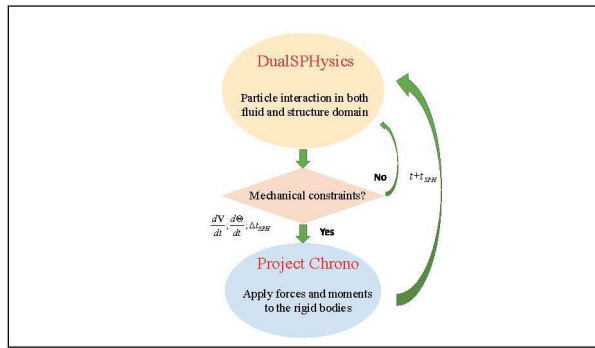 DualSPHysics
Particle interaction in both
fluid and structure domain
No
t+t_SPH
Mechanical constraints?
dV/dt; dΘ/dt; Δt_SPH
Yes
Project Chrono
Apply forces and moments
to the rigid bodies